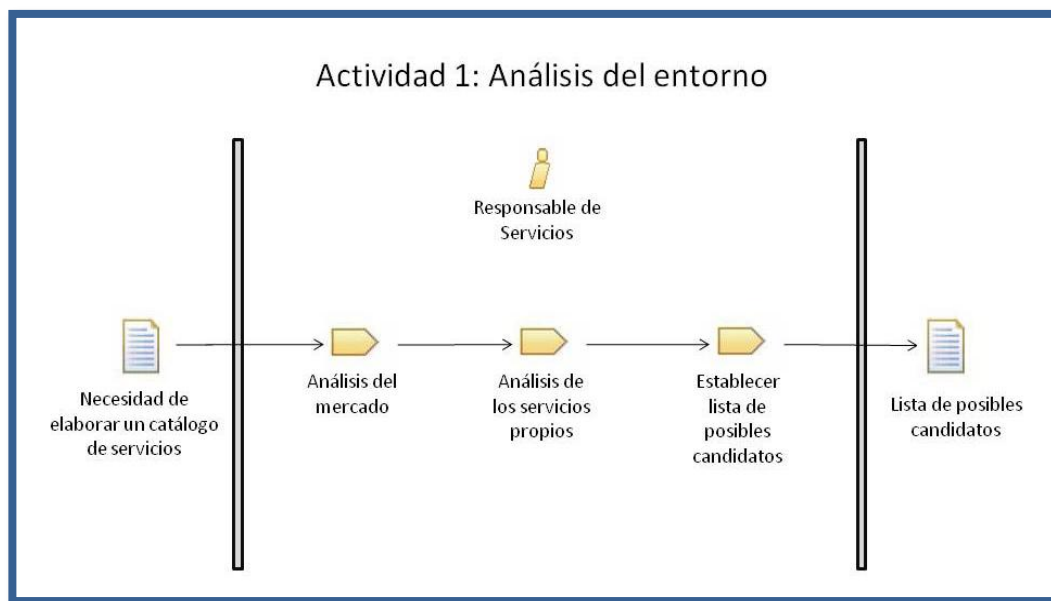 Actividad 1: Análisis del entorno
Responsable de
Servicios
Necesidad de
elaborar un catálogo
de servicios
Análisis del
mercado
Análisis de
los servicios
propios
Establecer
lista de
posibles
candidatos
Lista de posibles
candidatos